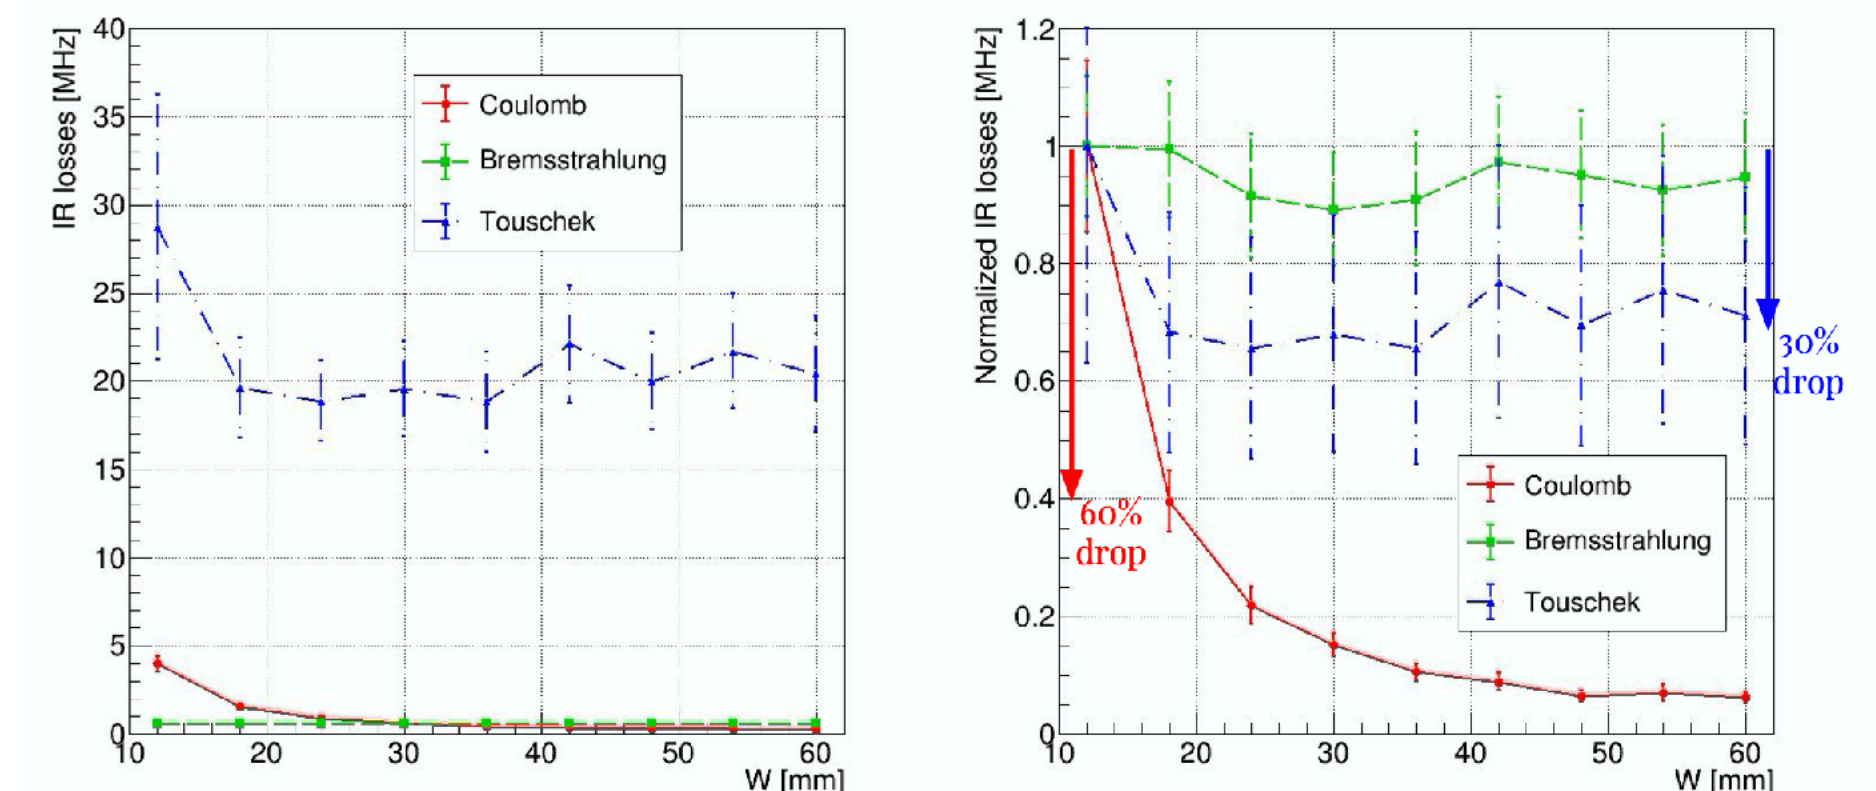 IR losses [MHz]
40
35
30
25
20
15
10
5
0
10 20 30 40 50 60
W [mm]
Coulomb
Bremsstrahlung
Touschek
Normalized IR losses [MHz]
1.2
1
0.8
0.6
0.4
0.2
0
10 20 30 40 50 60
W [mm]
60%
drop
30%
drop
Coulomb
Bremsstrahlung
Touschek